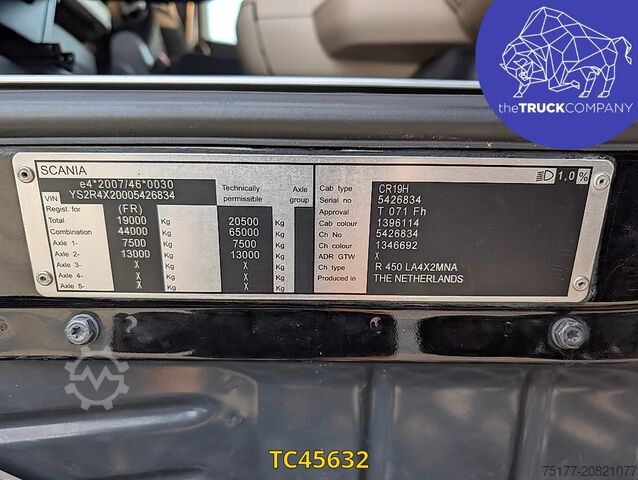 theTRUCKCOMPANY
SCANIA
e4*2007/46*0030
VIN YS2R4X20005426834
Technically permissible Axle group
Regist. for (FR)
Total 19000 Kg 20500 Kg
Combination 44000 Kg 65000 Kg
Axle 1- 7500 Kg 7500 Kg
Axle 2- 13000 Kg 13000 Kg
Axle 3- X Kg X Kg
Axle 4- X Kg X Kg
Axle 5- X Kg X Kg
1,0 %
Cab type CR19H
Serial no 5426834
Approval T 071 Fh
Cab colour 1396114
Ch No 5426834
Ch colour 1346692
ADR GTW X
Ch type R 450 LA4X2MNA
Produced in THE NETHERLANDS
TC45632
75177-20821077